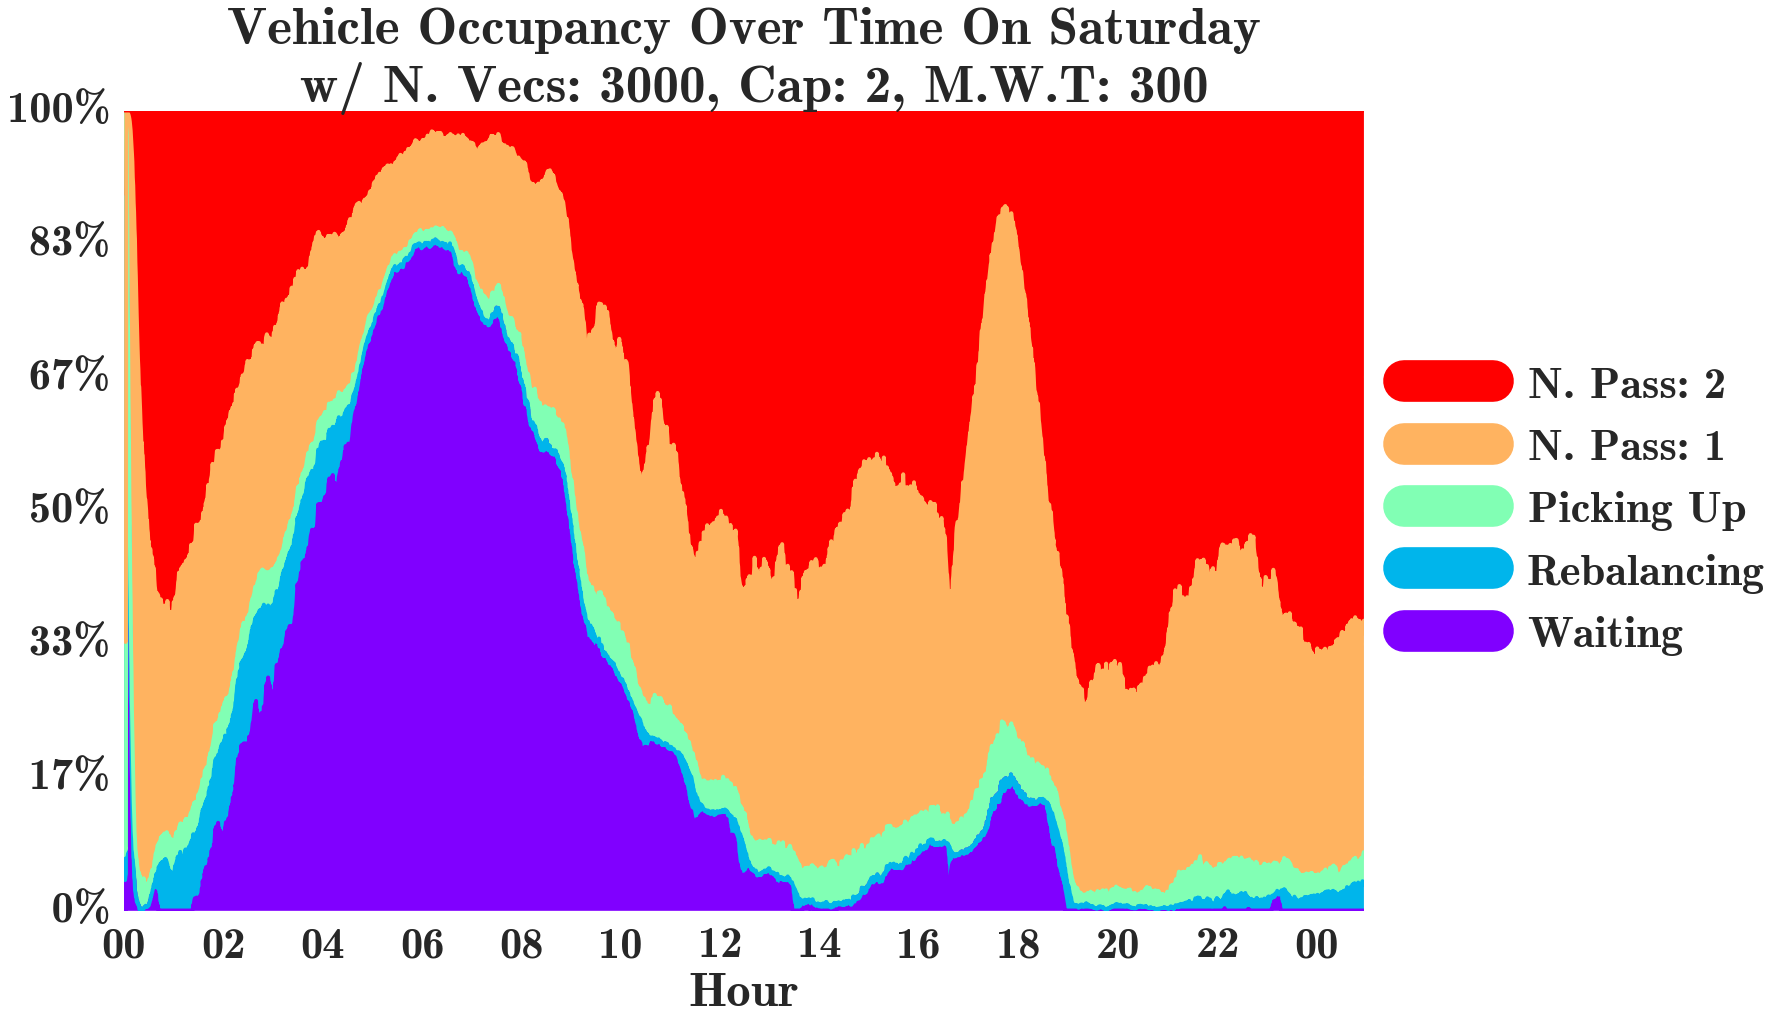 Vehicle Occupancy Over Time On Saturday
w/ N. Vecs: 3000, Cap: 2, M.W.T: 300
100%
83%
67%
50%
33%
17%
0%
00 02 04 06 08 10 12 14 16 18 20 22 00
Hour
N. Pass: 2
N. Pass: 1
Picking Up
Rebalancing
Waiting